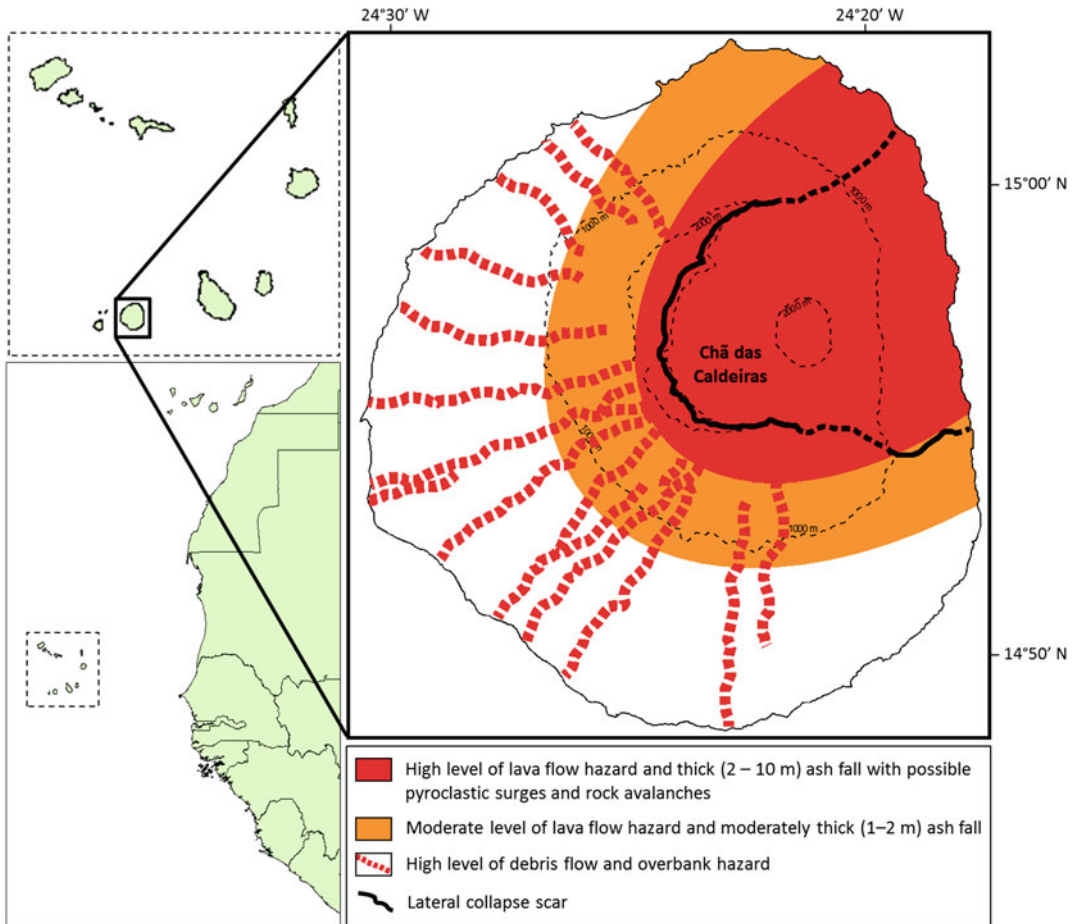 24°30' W
24°20' W
15°00' N
1000 m
2000 m
1000 m
2000 m
Chã das
Caldeiras
1000 m
1000 m
14°50' N
High level of lava flow hazard and thick (2 – 10 m) ash fall with possible
pyroclastic surges and rock avalanches
Moderate level of lava flow hazard and moderately thick (1–2 m) ash fall
High level of debris flow and overbank hazard
Lateral collapse scar